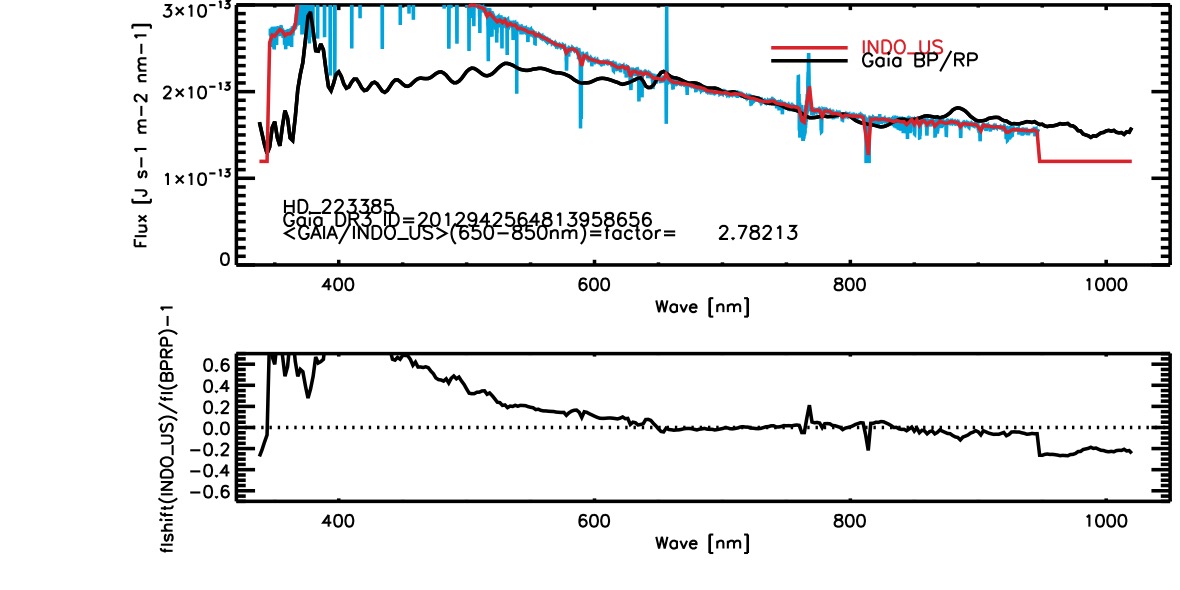 3×10−13
2×10−13
1×10−13
0
Flux [J s−1 m−2 nm−1]
INDO_US
Gaia BP/RP
HD_223385
Gaia DR3 ID=2012942564813958656
<GAIA/INDO_US>(650−850nm)=factor= 2.78213
400 600 800 1000
Wave [nm]
flshift(INDO_US)/fl(BPRP)−1
0.6
0.4
0.2
0.0
−0.2
−0.4
−0.6
400 600 800 1000
Wave [nm]